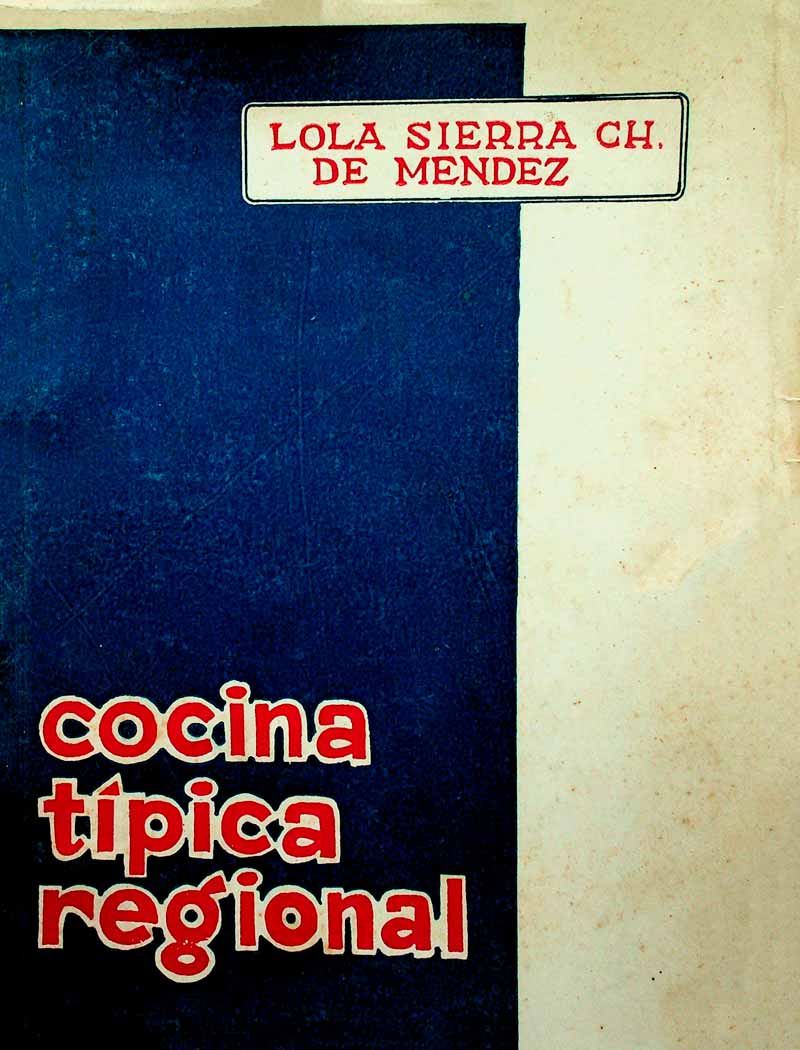 LOLA SIERRA CH.
DE MENDEZ
cocina
típica
regional